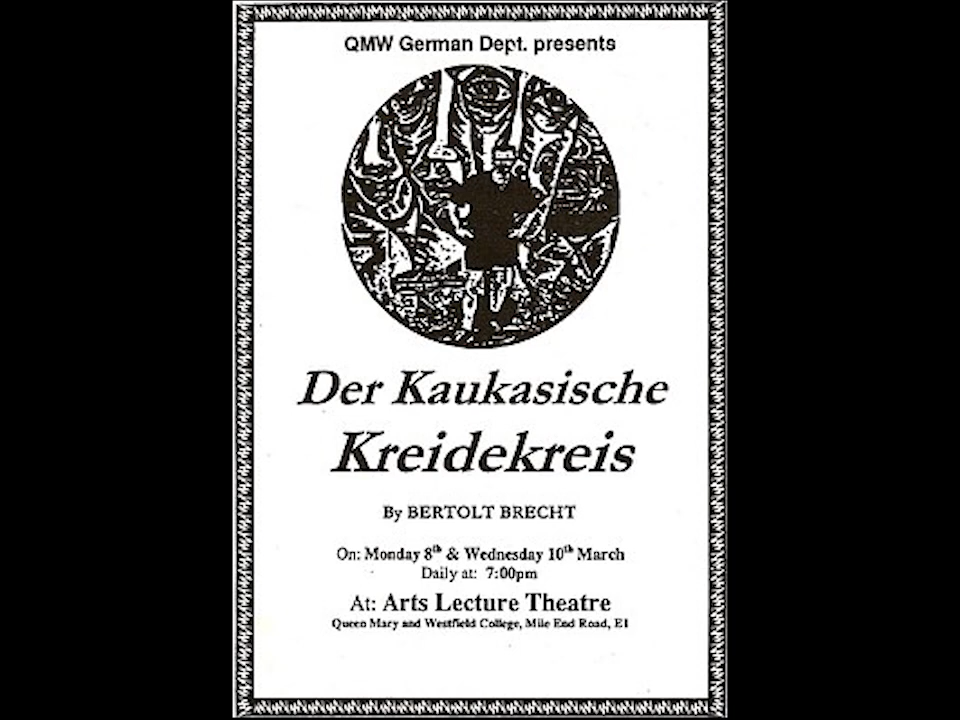 QMW German Dept. presents
Der Kaukasische
Kreidekreis
By BERTOLT BRECHT
On: Monday 8th & Wednesday 10th March
Daily at: 7:00pm
At: Arts Lecture Theatre
Queen Mary and Westfield College, Mile End Road, E1